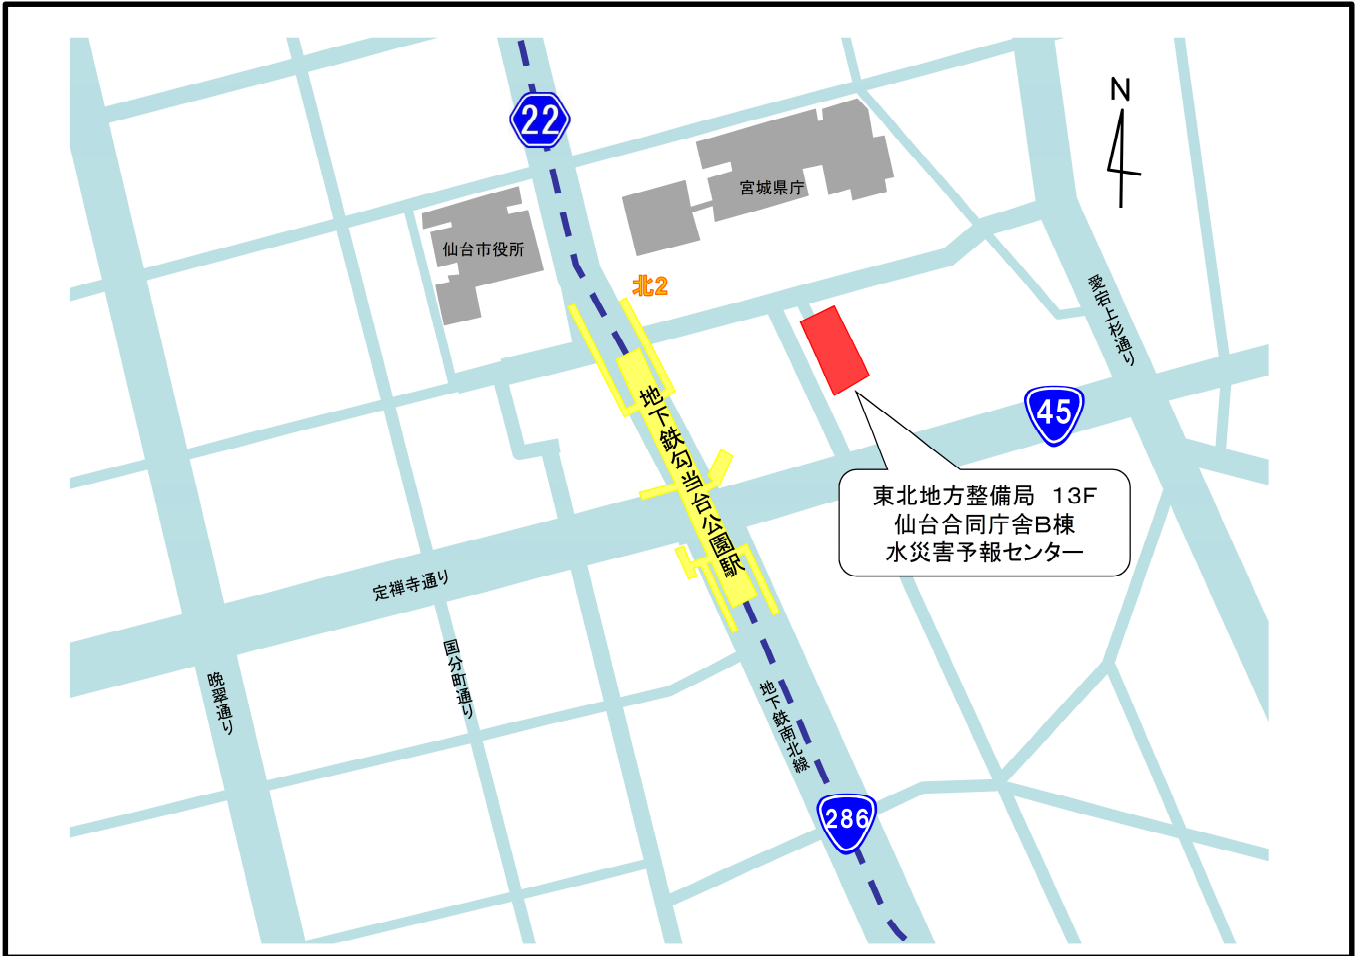 N
22
宮城県庁
仙台市役所
北2
愛宕上杉通り
45
地下鉄勾当台公園駅
東北地方整備局　13F
仙台合同庁舎B棟
水災害予報センター
定禅寺通り
国分町通り
晩翠通り
地下鉄南北線
286